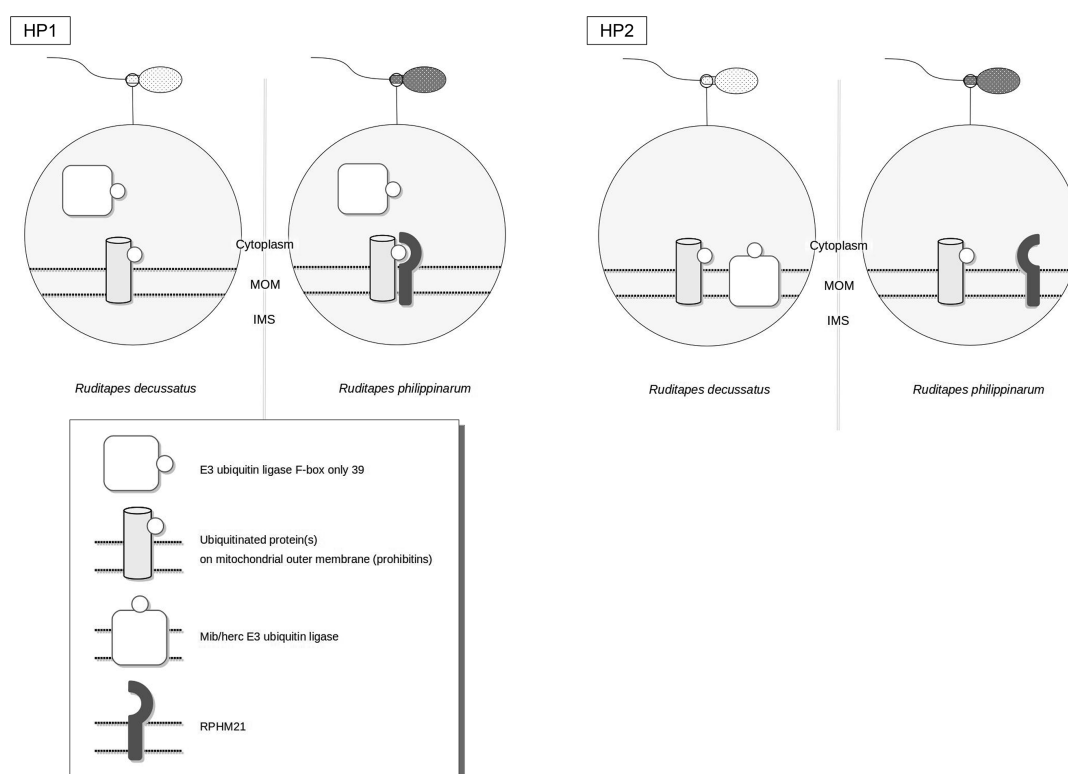 HP1
HP2
Cytoplasm
MOM
IMS
Ruditapes decussatus
Ruditapes philippinarum
Cytoplasm
MOM
IMS
Ruditapes decussatus
Ruditapes philippinarum
E3 ubiquitin ligase F-box only 39
Ubiquitinated protein(s)
on mitochondrial outer membrane (prohibitins)
Mib/herc E3 ubiquitin ligase
RPHM21